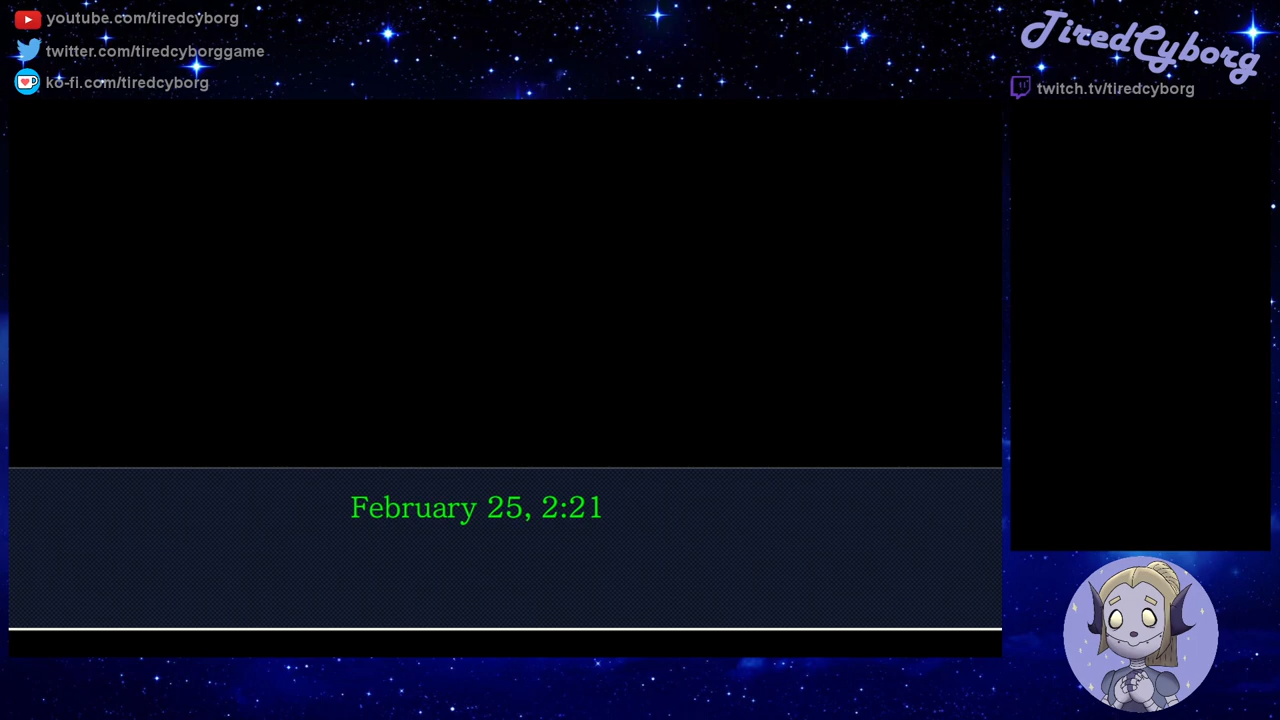 youtube.com/tiredcyborg
twitter.com/tiredcyborggame
ko-fi.com/tiredcyborg
TiredCyborg
twitch.tv/tiredcyborg
February 25, 2:21